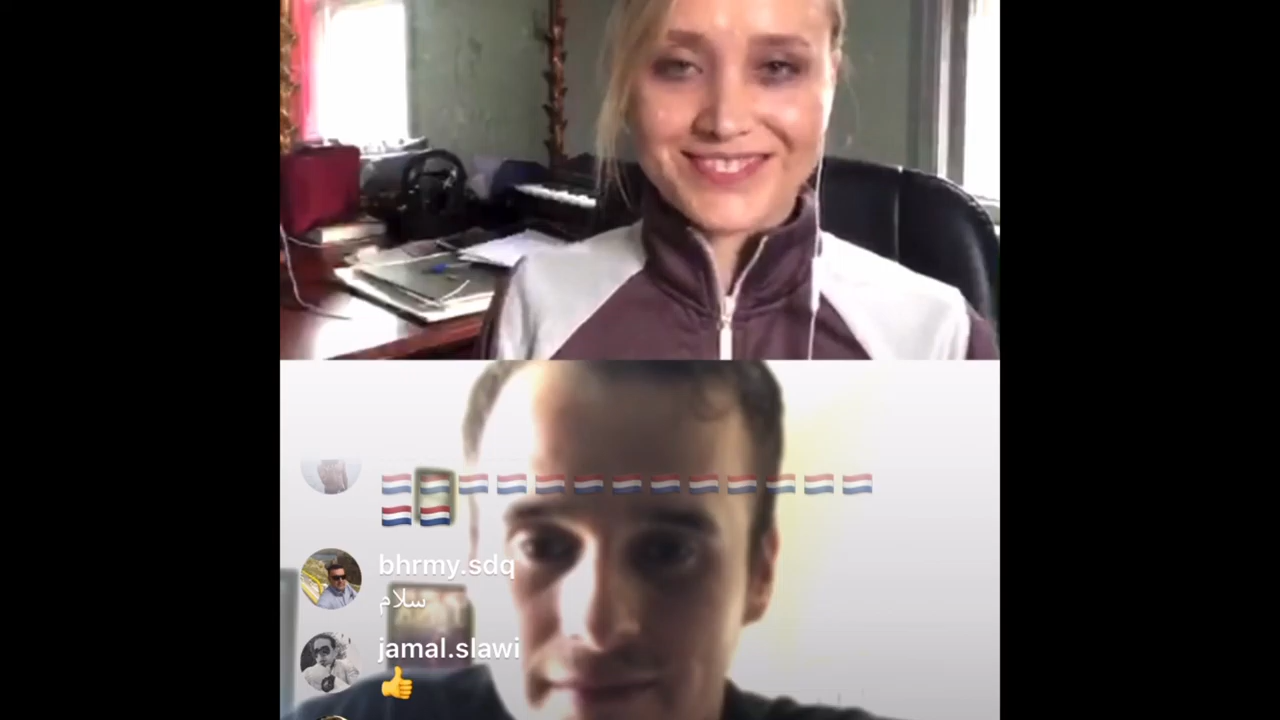 🇳🇱🇳🇱🇳🇱🇳🇱🇳🇱🇳🇱🇳🇱🇳🇱🇳🇱🇳🇱🇳🇱🇳🇱🇳🇱
🇳🇱🇳🇱
bhrmy.sdq
سلام
jamal.slawi
👍